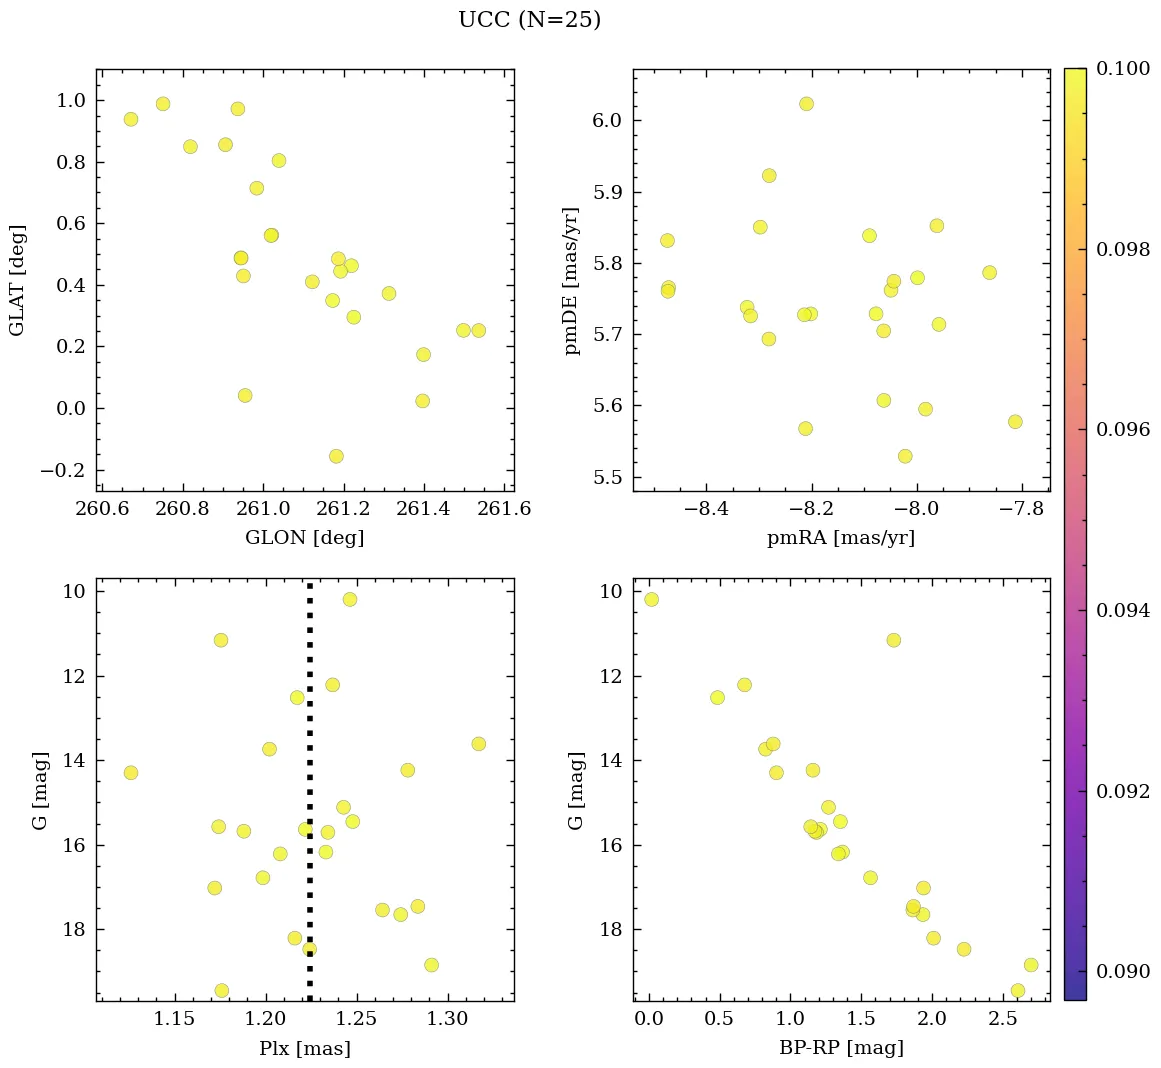 UCC (N=25)
1.0
0.8
0.6
0.4
0.2
0.0
−0.2
GLAT [deg]
260.6 260.8 261.0 261.2 261.4 261.6
GLON [deg]
6.0
5.9
5.8
5.7
5.6
5.5
pmDE [mas/yr]
−8.4 −8.2 −8.0 −7.8
pmRA [mas/yr]
0.100
0.098
0.096
0.094
0.092
0.090
10
12
14
16
18
G [mag]
1.15 1.20 1.25 1.30
Plx [mas]
10
12
14
16
18
G [mag]
0.0 0.5 1.0 1.5 2.0 2.5
BP-RP [mag]